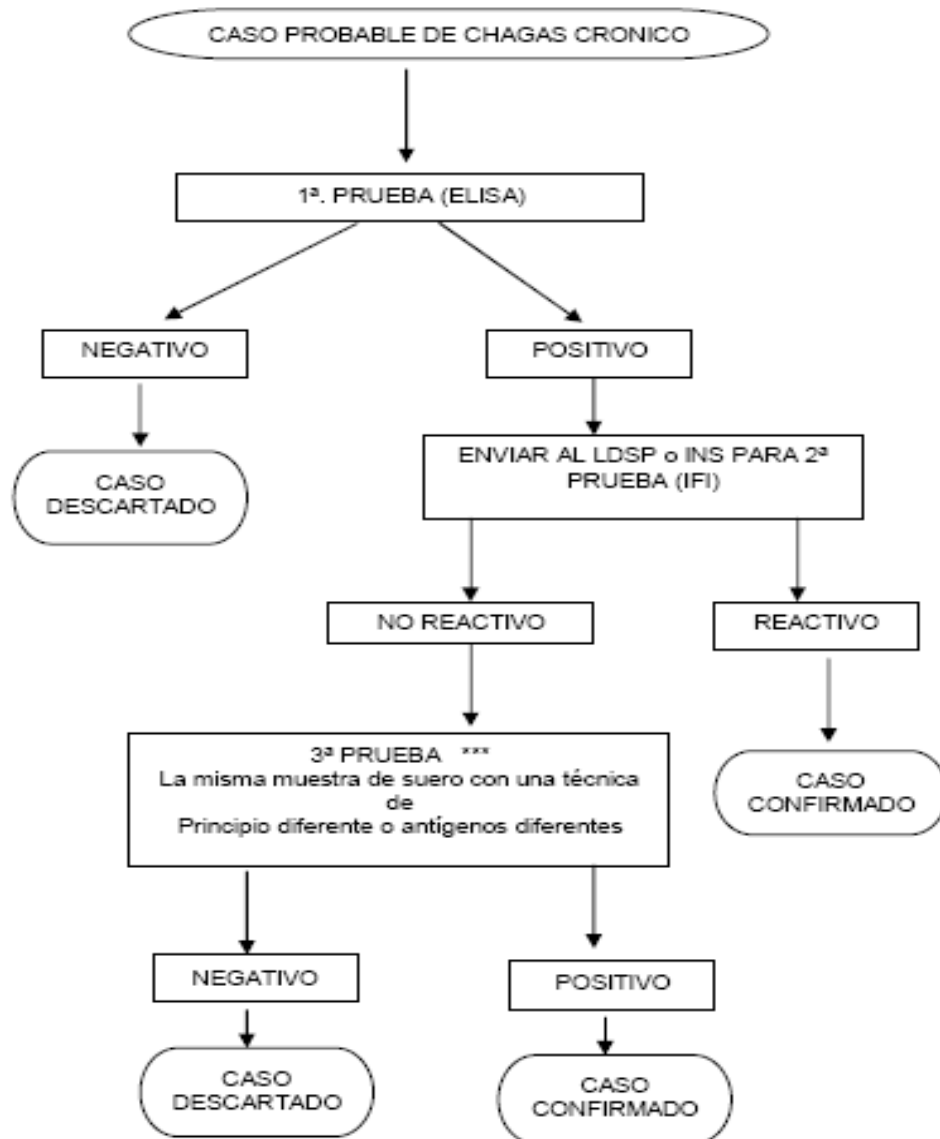 CASO PROBABLE DE CHAGAS CRONICO
1ª. PRUEBA (ELISA)
NEGATIVO
POSITIVO
CASO
DESCARTADO
ENVIAR AL LDSP o INS PARA 2ª
PRUEBA (IFI)
NO REACTIVO
REACTIVO
3ª PRUEBA ***
La misma muestra de suero con una técnica
de
Principio diferente o antígenos diferentes
CASO
CONFIRMADO
NEGATIVO
POSITIVO
CASO
DESCARTADO
CASO
CONFIRMADO